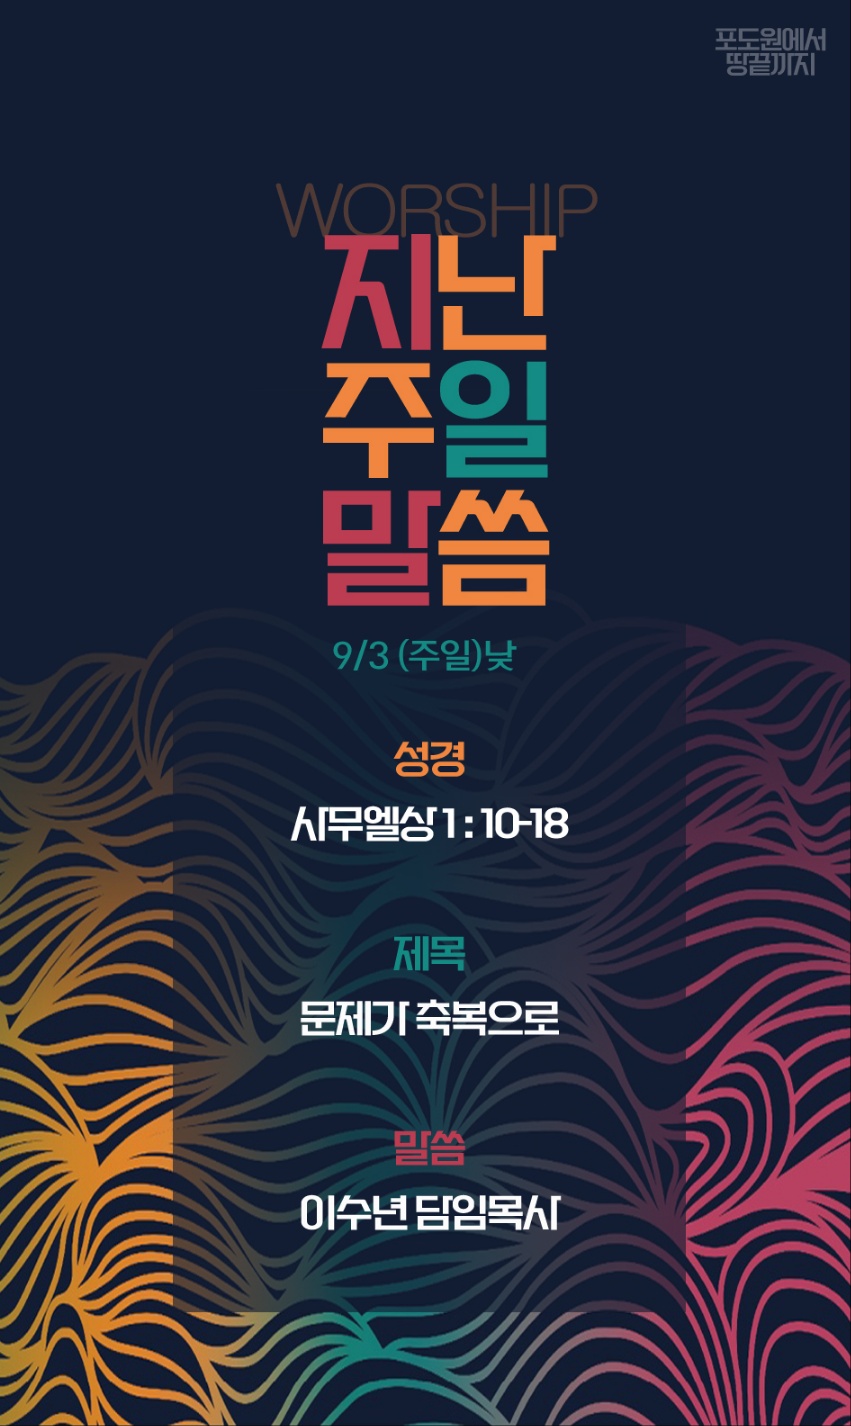 포도원에서
땅끝까지
WORSHIP
지난
주일
말씀
9/3 (주일)낮
성경
사무엘상 1 : 10-18
제목
문제가 축복으로
말씀
이수년 담임목사